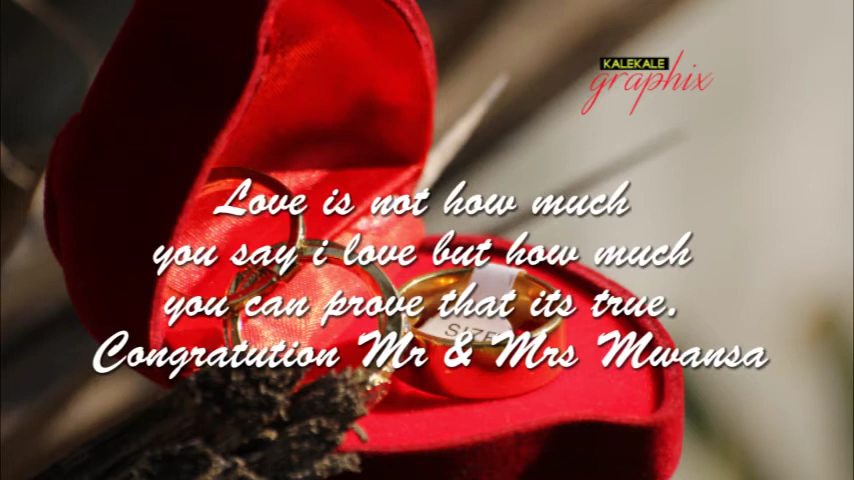 KALEKALE
graphix
Love is not how much
you say i love but how much
you can prove that its true.
Congratution Mr & Mrs Mwansa
SIZE